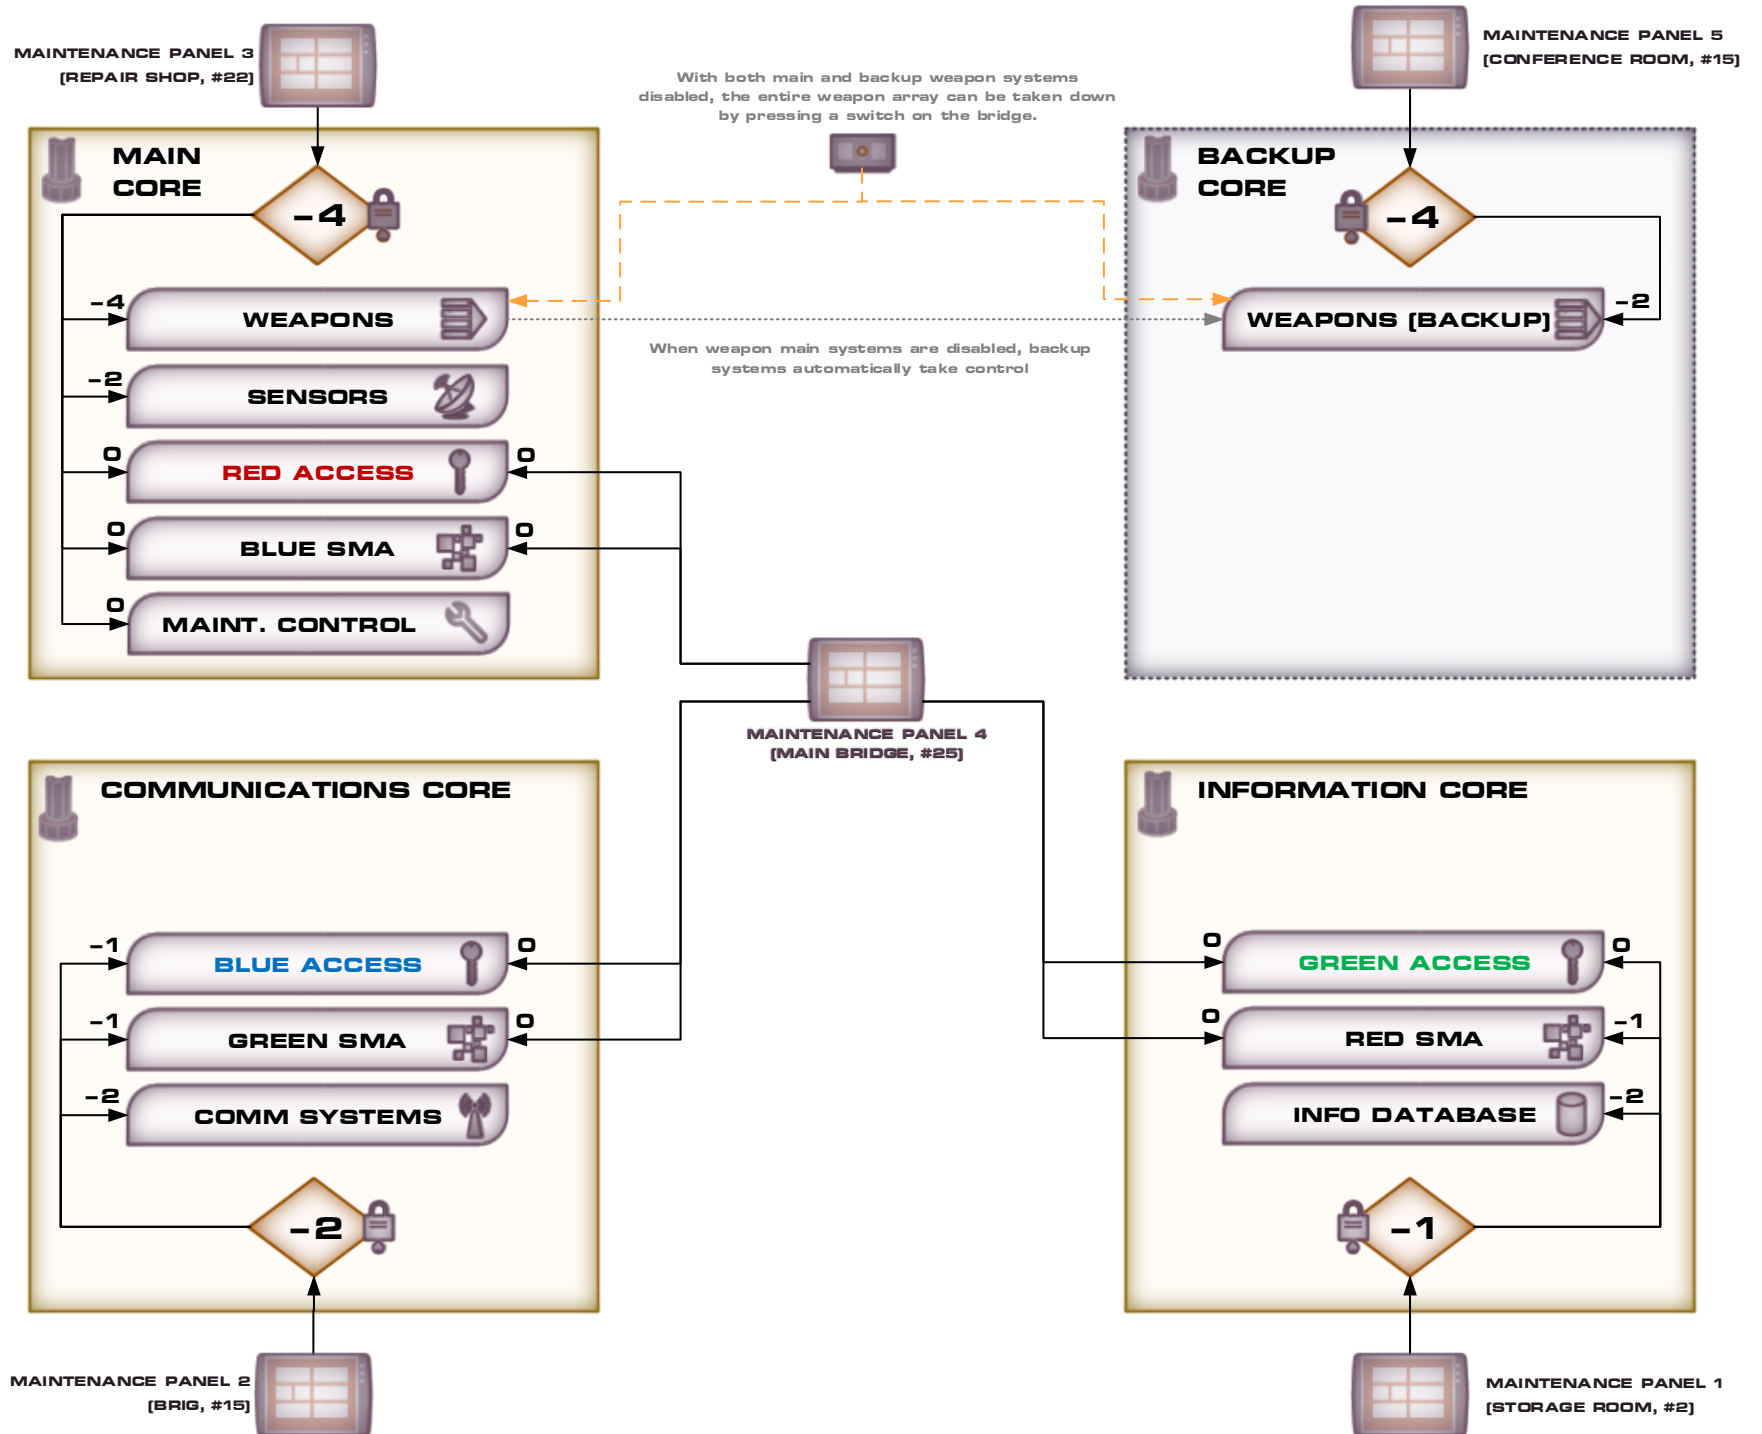 MAINTENANCE PANEL 3
(REPAIR SHOP, #22)
MAINTENANCE PANEL 5
(CONFERENCE ROOM, #15)
With both main and backup weapon systems
disabled, the entire weapon array can be taken down
by pressing a switch on the bridge.
MAIN
CORE
-4
-4
WEAPONS
-2
SENSORS
0
RED ACCESS
0
0
BLUE SMA
0
0
MAINT. CONTROL
BACKUP
CORE
-4
WEAPONS (BACKUP)
-2
When weapon main systems are disabled, backup
systems automatically take control
MAINTENANCE PANEL 4
(MAIN BRIDGE, #25)
COMMUNICATIONS CORE
-1
BLUE ACCESS
0
-1
GREEN SMA
0
-2
COMM SYSTEMS
-2
INFORMATION CORE
0
GREEN ACCESS
0
0
RED SMA
-1
INFO DATABASE
-2
-1
MAINTENANCE PANEL 2
(BRIG, #15)
MAINTENANCE PANEL 1
(STORAGE ROOM, #2)